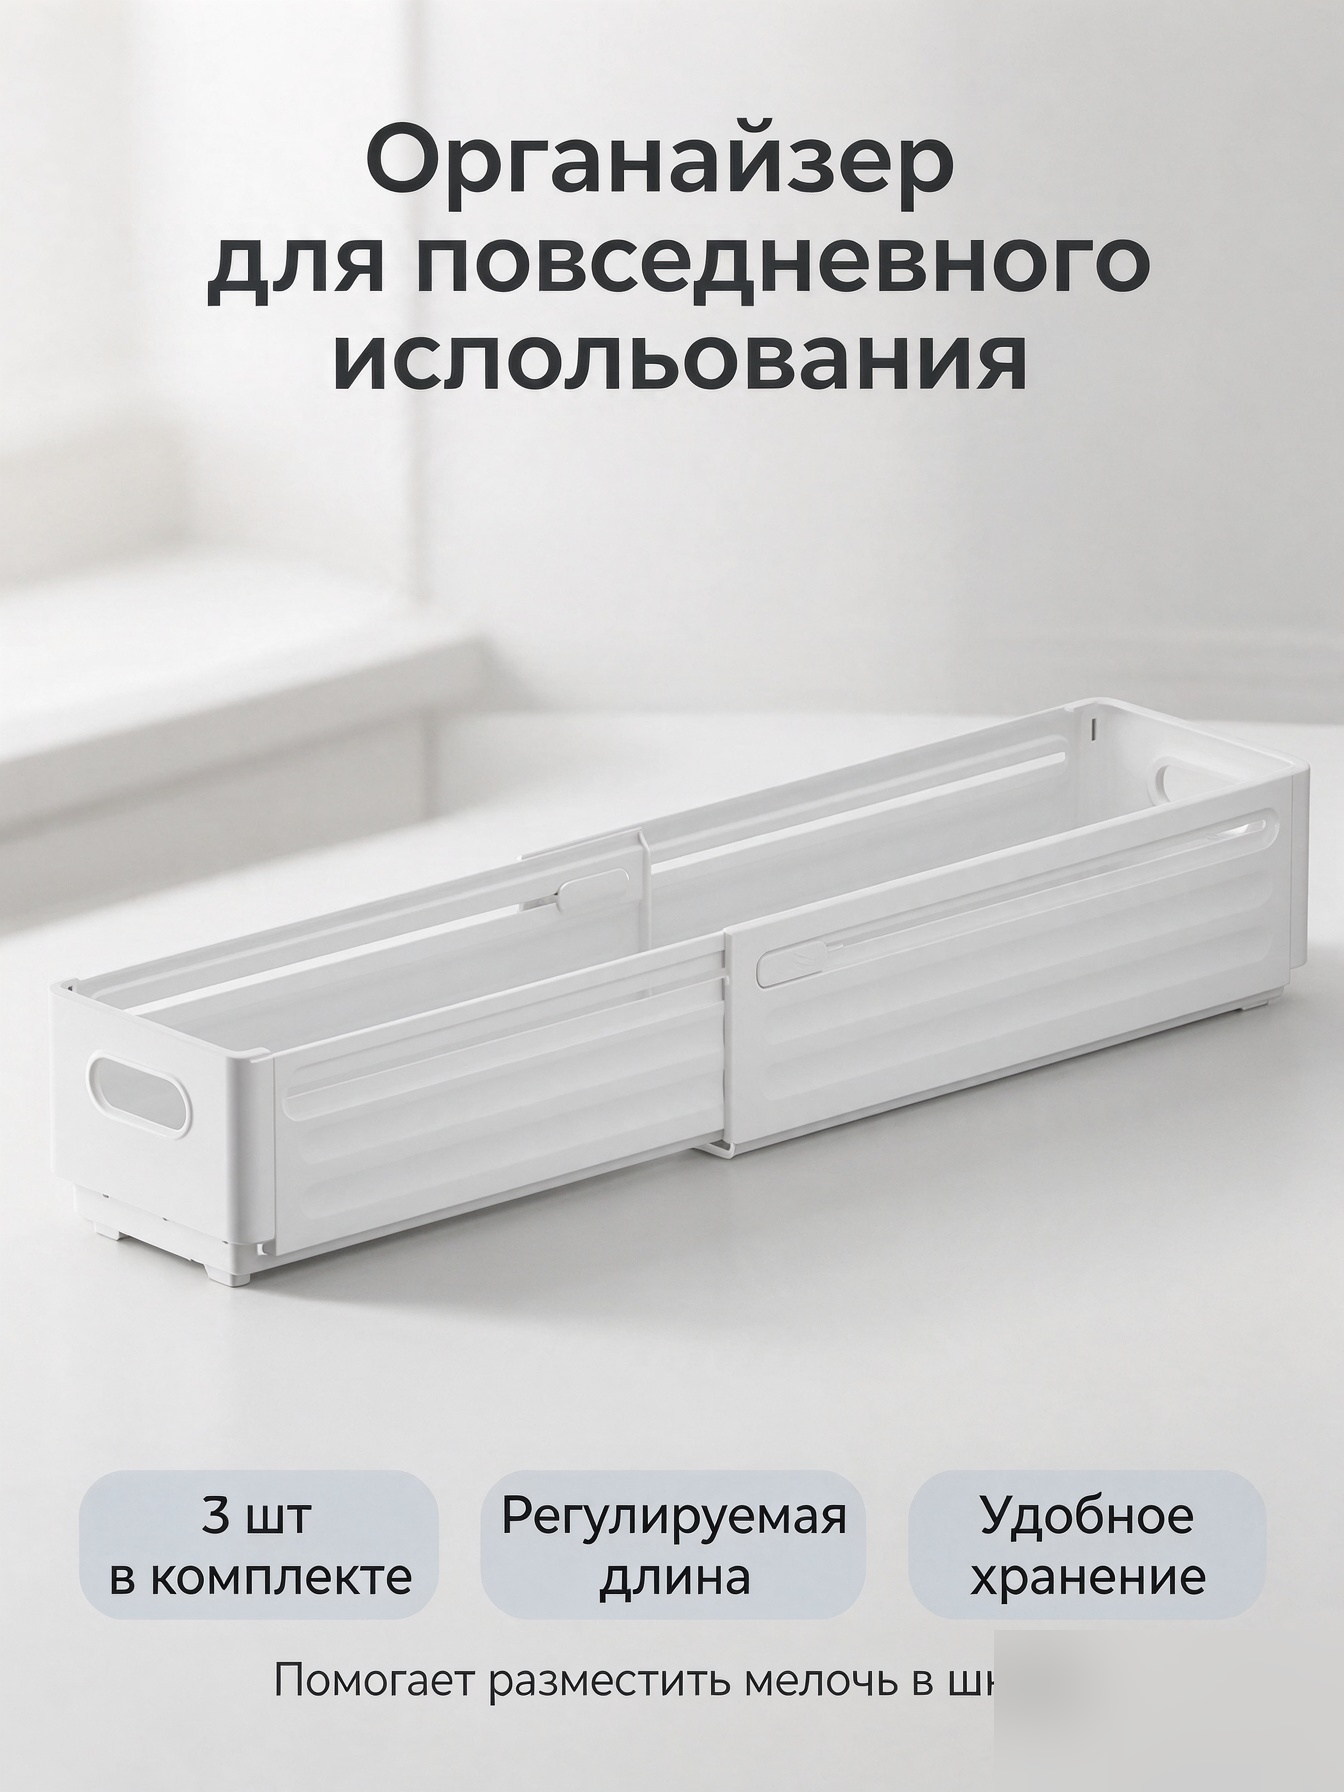 Органайзер
для повседневного
испольования
3 шт
в комплекте
Регулируемая
длина
Удобное
хранение
Помогает разместить мелочь в